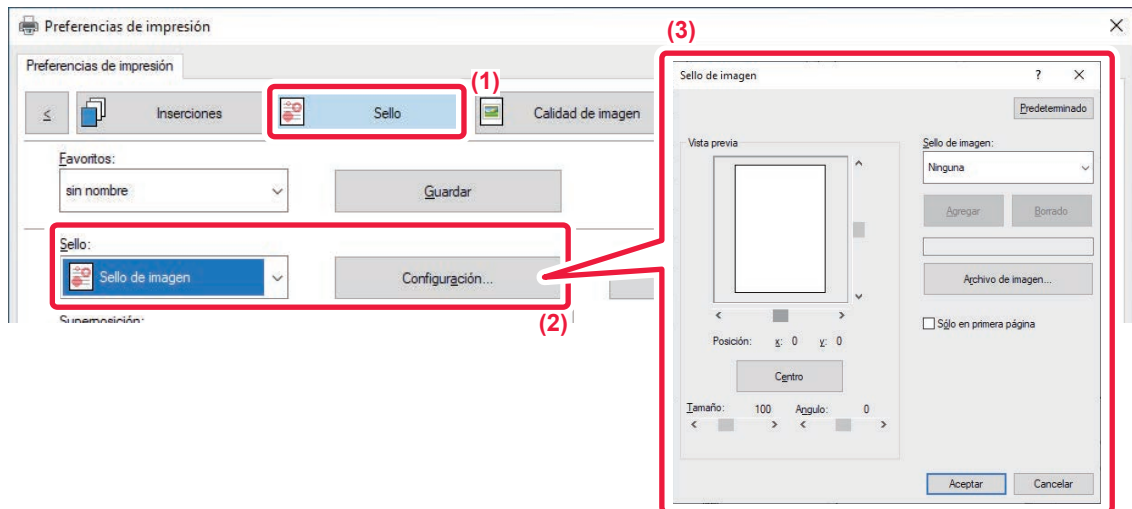 Preferencias de impresión
Preferencias de impresión
(1)
≤
Inserciones
Sello
Calidad de imagen
Favoritos:
sin nombre
Guardar
Sello:
Sello de imagen
Configuración...
(2)
Superposición:
(3)
Sello de imagen
?
Predeterminado
Vista previa
Sello de imagen:
Ninguna
Agregar
Borrado
Archivo de imagen...
Sólo en primera página
Posición: x: 0 y: 0
Centro
Tamaño: 100 Angulo: 0
Aceptar
Cancelar